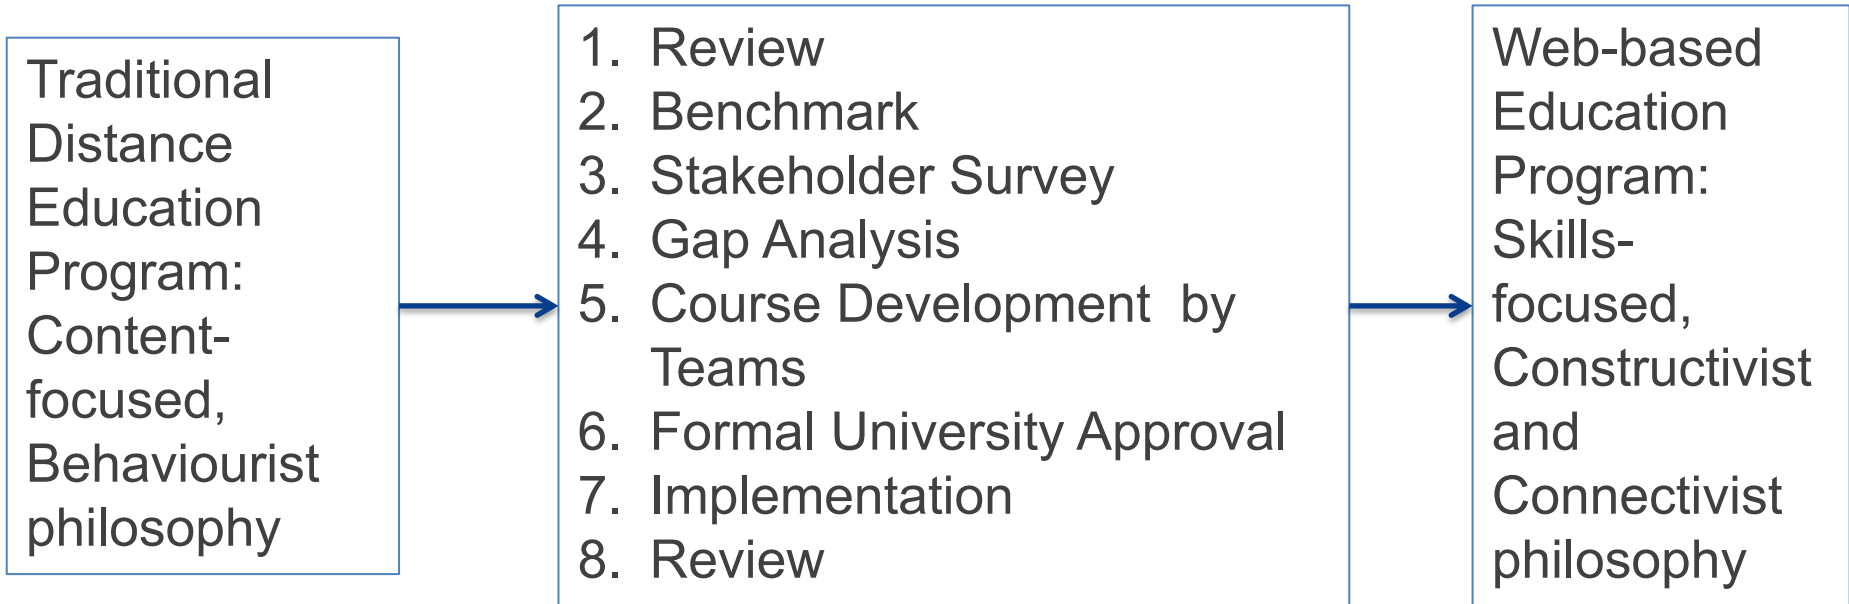 Traditional
Distance
Education
Program:
Content-
focused,
Behaviourist
philosophy
1. Review
2. Benchmark
3. Stakeholder Survey
4. Gap Analysis
5. Course Development  by
Teams
6. Formal University Approval
7. Implementation
8. Review
Web-based
Education
Program:
Skills-
focused,
Constructivist
and
Connectivist
philosophy